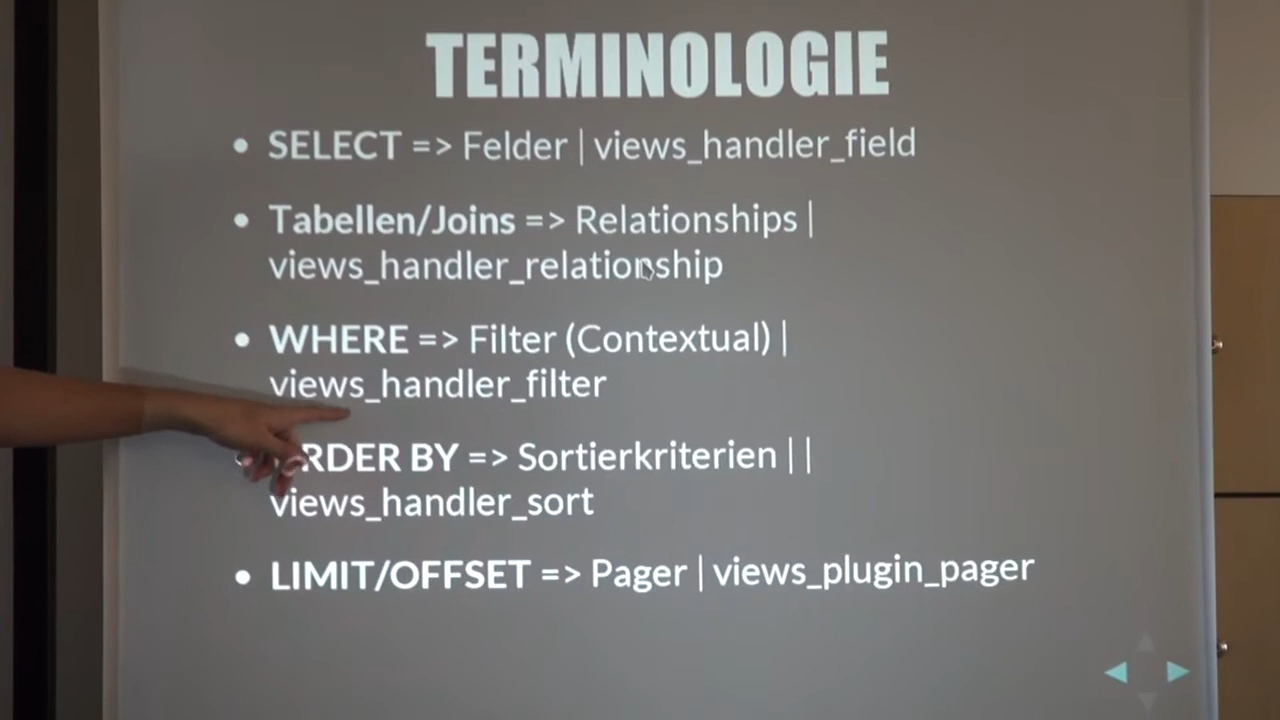 TERMINOLOGIE
• SELECT => Felder | views_handler_field
• Tabellen/Joins => Relationships |
views_handler_relationship
• WHERE => Filter (Contextual) |
views_handler_filter
RDER BY => Sortierkriterien | |
views_handler_sort
• LIMIT/OFFSET => Pager | views_plugin_pager